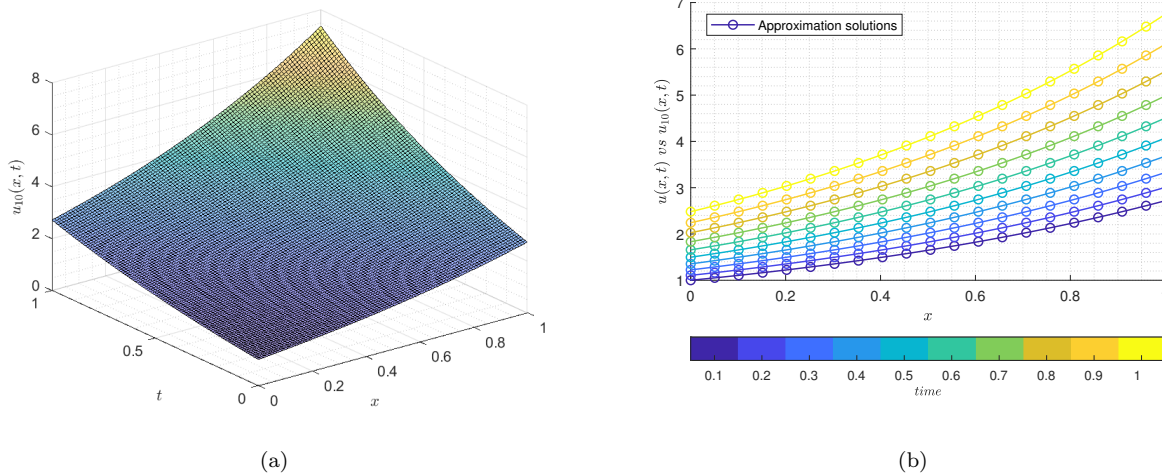 8
6
4
2
0
u10(x, t)
1
0.5
0
t
0
0.2
0.4
0.6
0.8
1
x
(a)
7
6
5
4
3
2
1
u(x, t) vs u10(x, t)
Approximation solutions
0 0.2 0.4 0.6 0.8
x
0.1 0.2 0.3 0.4 0.5 0.6 0.7 0.8 0.9 1
time
(b)